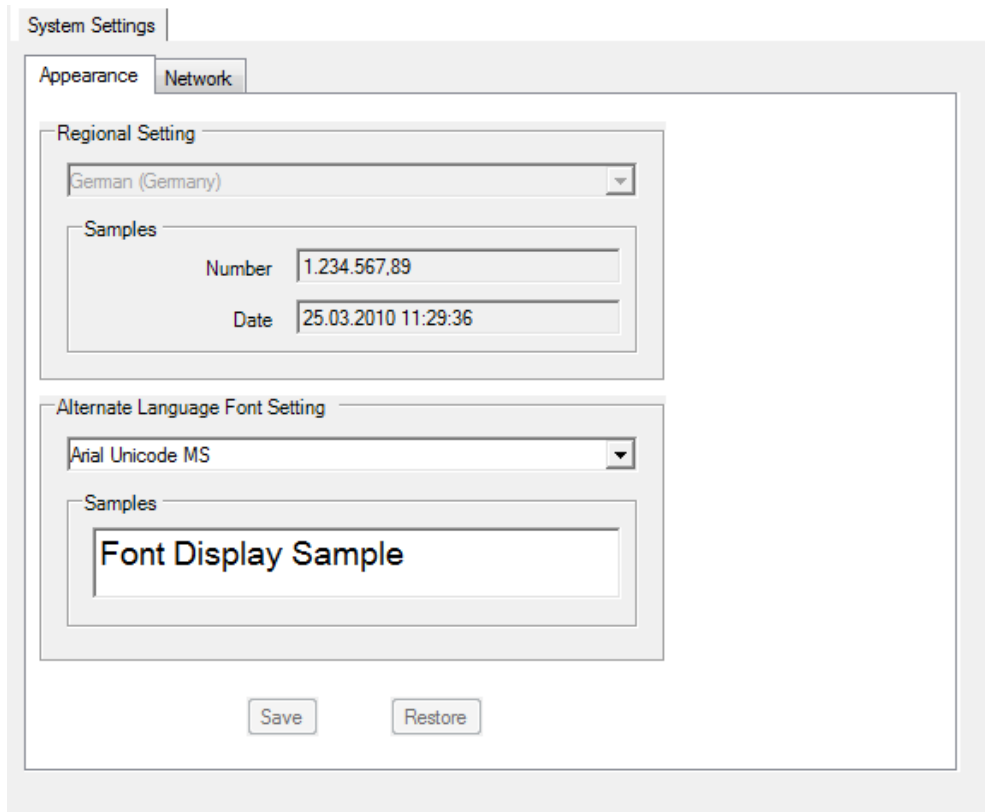 System Settings
Appearance
Network
Regional Setting
German (Germany)
Samples
Number 1.234.567,89
Date 25.03.2010 11:29:36
Alternate Language Font Setting
Arial Unicode MS
Samples
Font Display Sample
Save
Restore